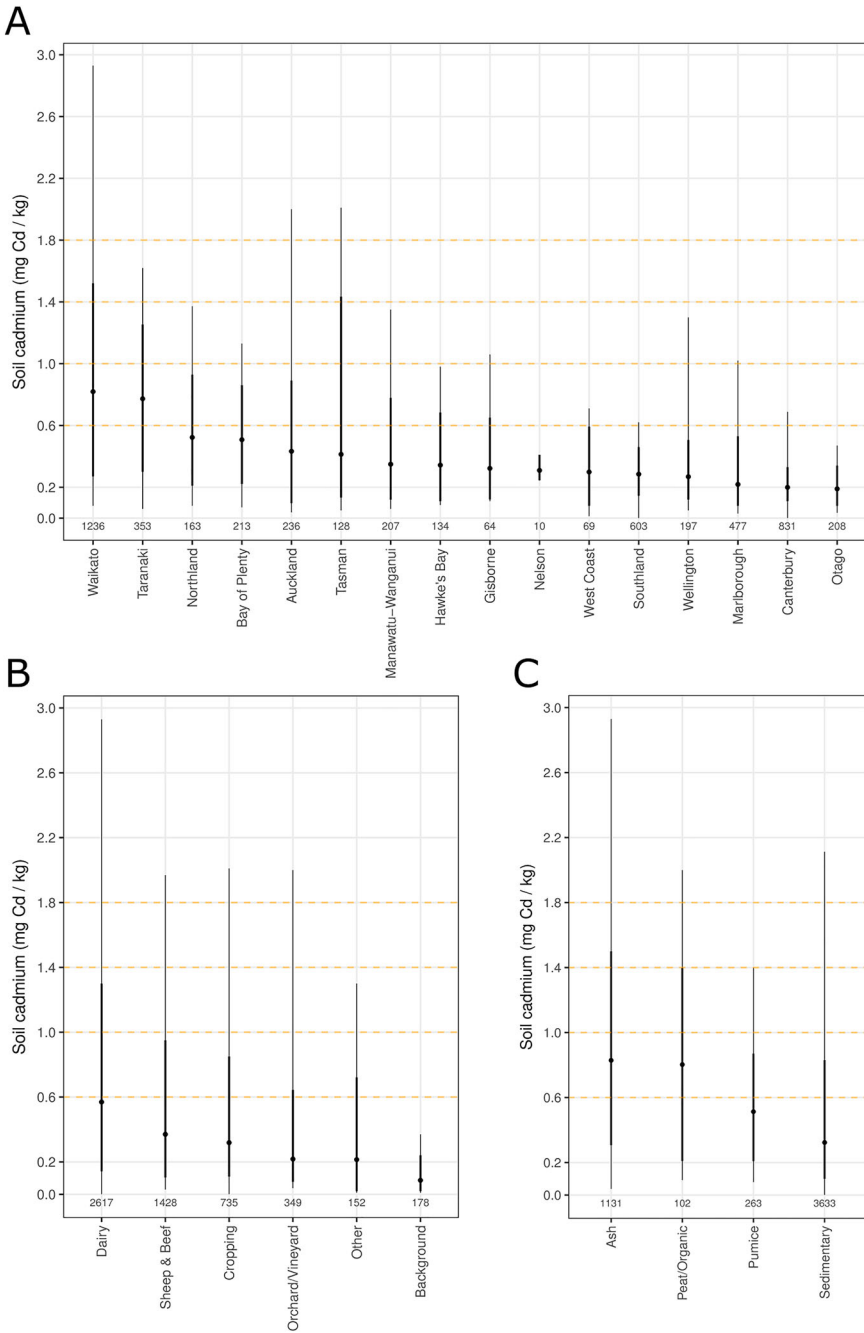 A
Soil cadmium (mg Cd / kg)
3.0
2.6
2.2
1.8
1.4
1.0
0.6
0.2
0.0
1236 353 163 213 236 128 207 134 64 10 69 603 197 477 831 208
Waikato
Taranaki
Northland
Bay of Plenty
Auckland
Tasman
Manawatu−Wanganui
Hawke's Bay
Gisborne
Nelson
West Coast
Southland
Wellington
Marlborough
Canterbury
Otago
B
Soil cadmium (mg Cd / kg)
3.0
2.6
2.2
1.8
1.4
1.0
0.6
0.2
0.0
2617 1428 735 349 152 178
Dairy
Sheep & Beef
Cropping
Orchard/Vineyard
Other
Background
C
Soil cadmium (mg Cd / kg)
3.0
2.6
2.2
1.8
1.4
1.0
0.6
0.2
0.0
1131 102 263 3633
Ash
Peat/Organic
Pumice
Sedimentary